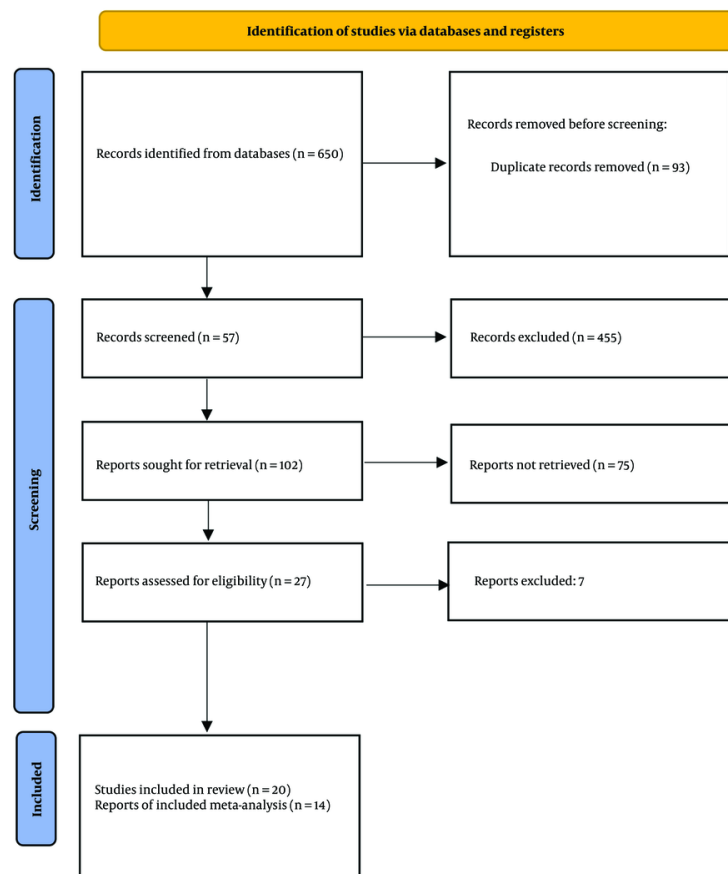 Identification of studies via databases and registers
Identification
Records identified from databases (n = 650)
Records removed before screening:
Duplicate records removed (n = 93)
Screening
Records screened (n = 57)
Records excluded (n = 455)
Reports sought for retrieval (n = 102)
Reports not retrieved (n = 75)
Reports assessed for eligibility (n = 27)
Reports excluded: 7
Included
Studies included in review (n = 20)
Reports of included meta-analysis (n = 14)